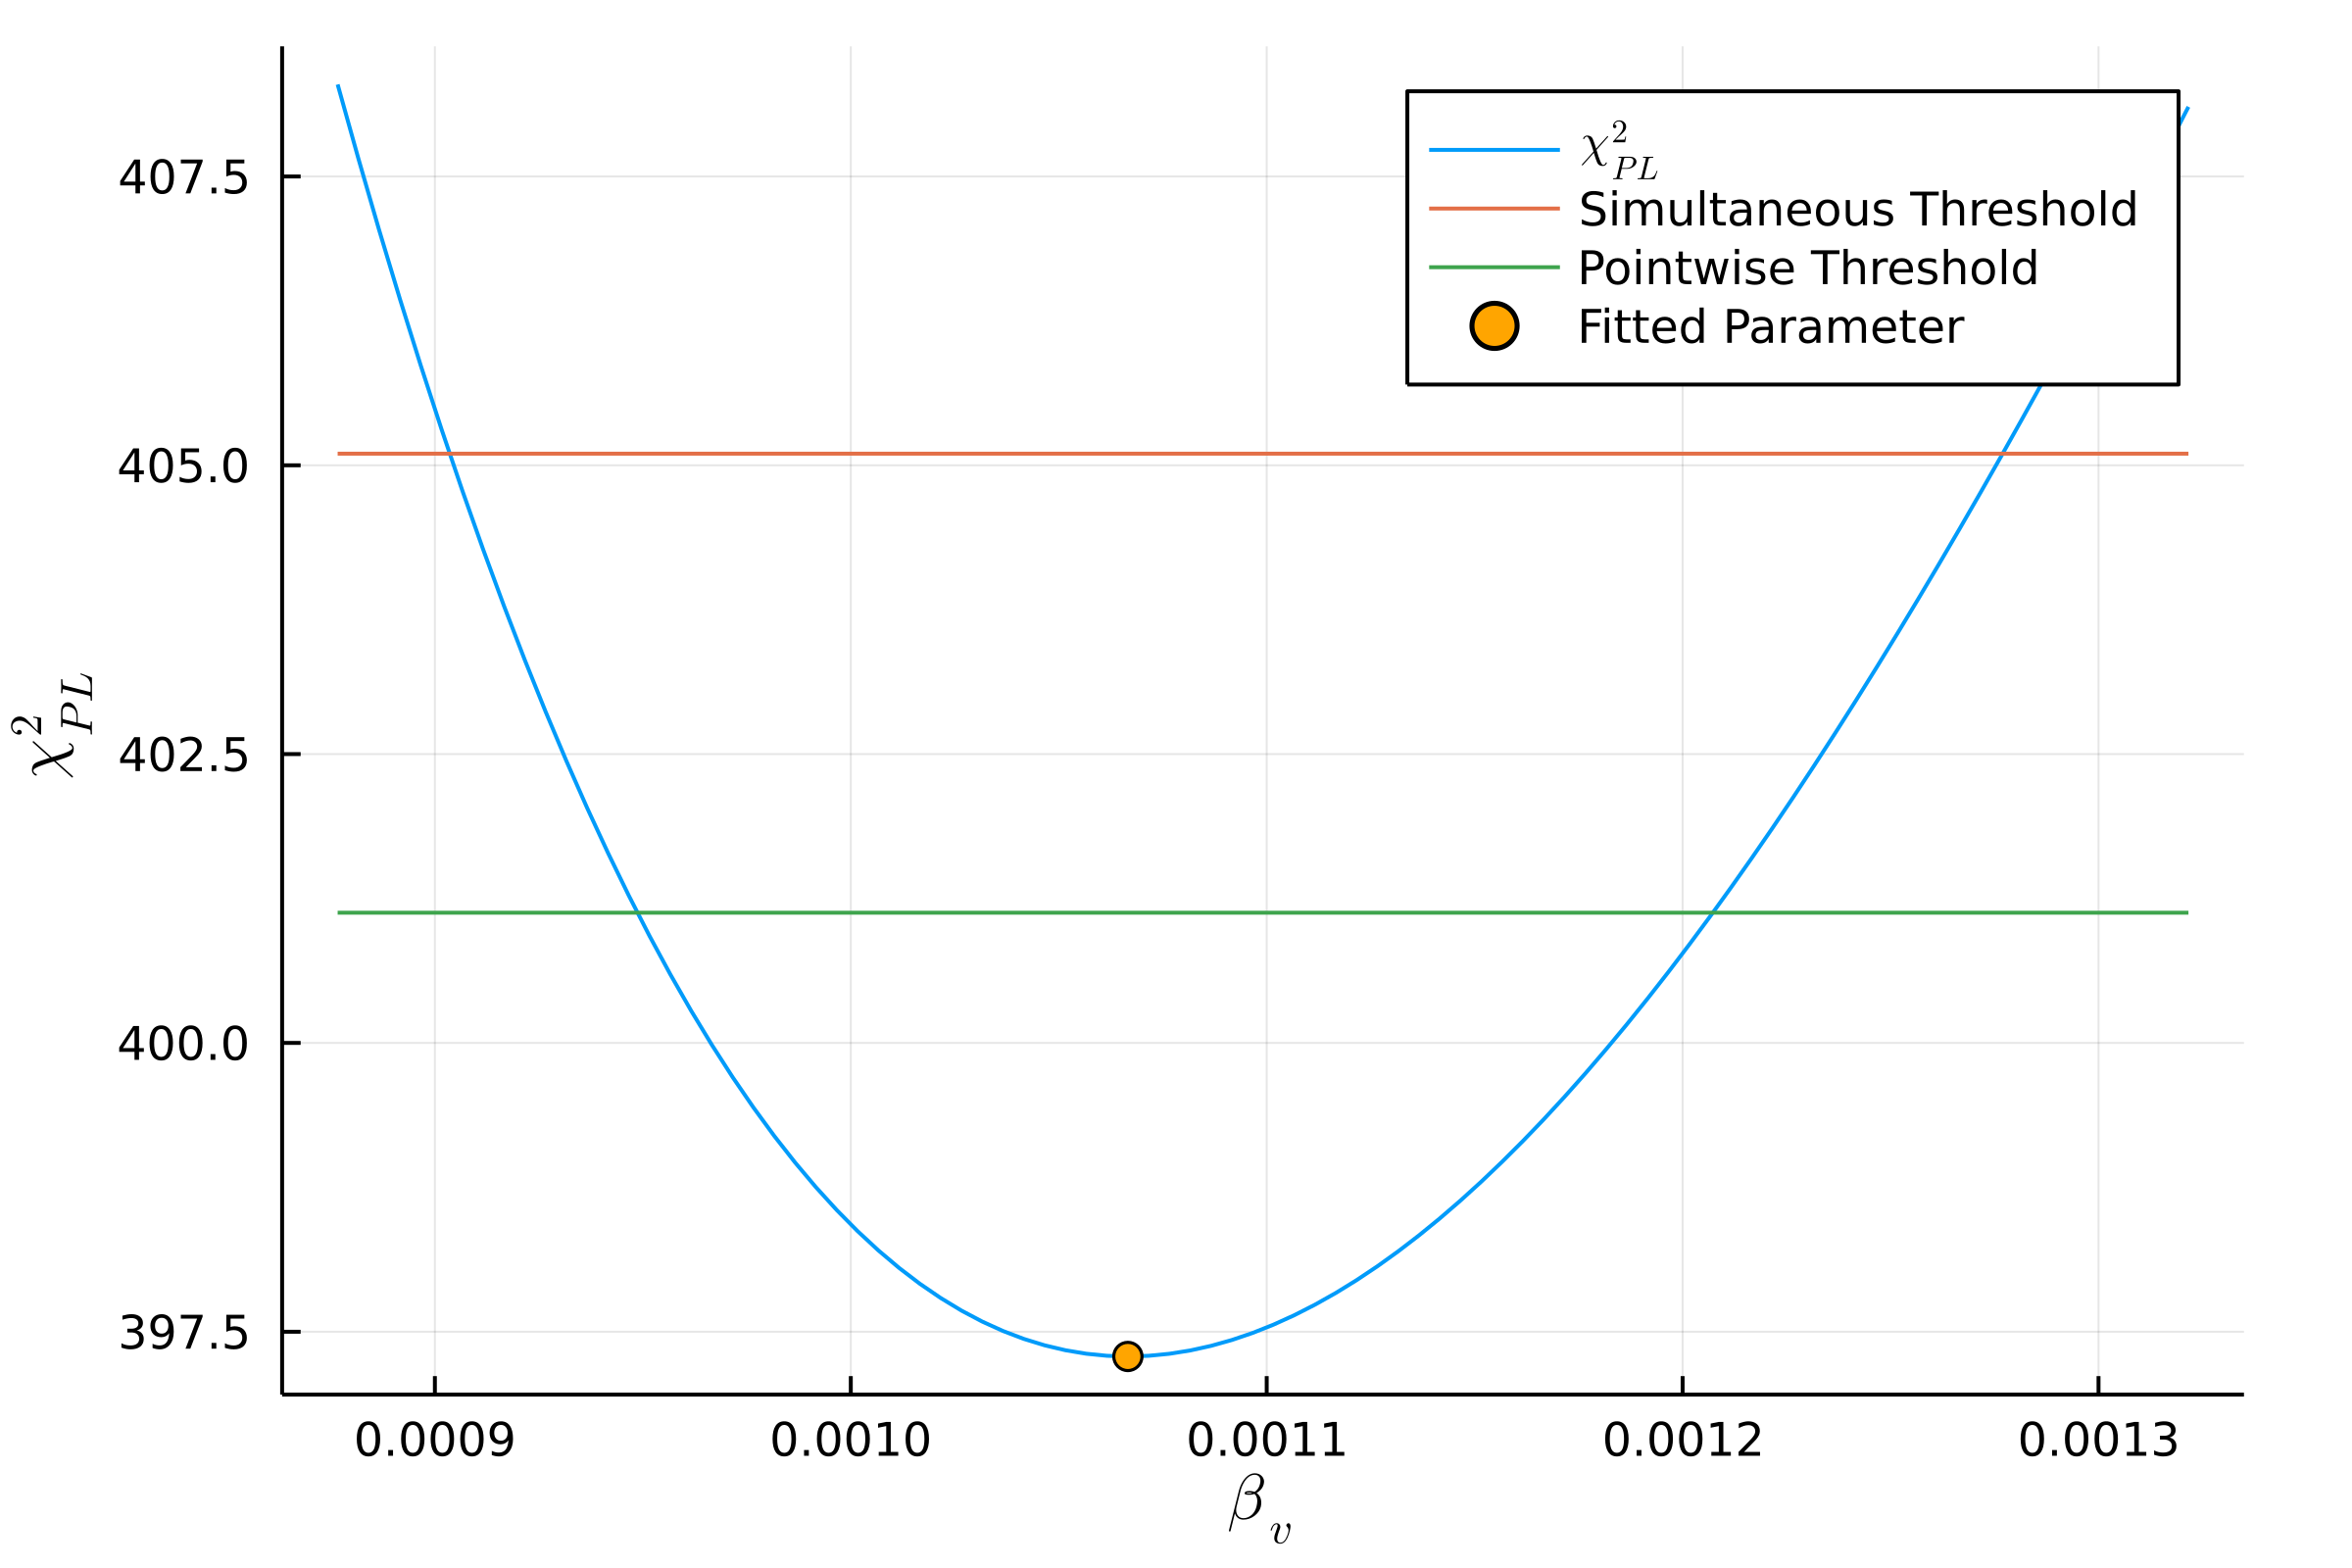 χ²_PL
Simultaneous Threshold
Pointwise Threshold
Fitted Parameter
407.5
405.0
402.5
400.0
397.5
χ²_PL
0.0009
0.0010
0.0011
0.0012
0.0013
β_v